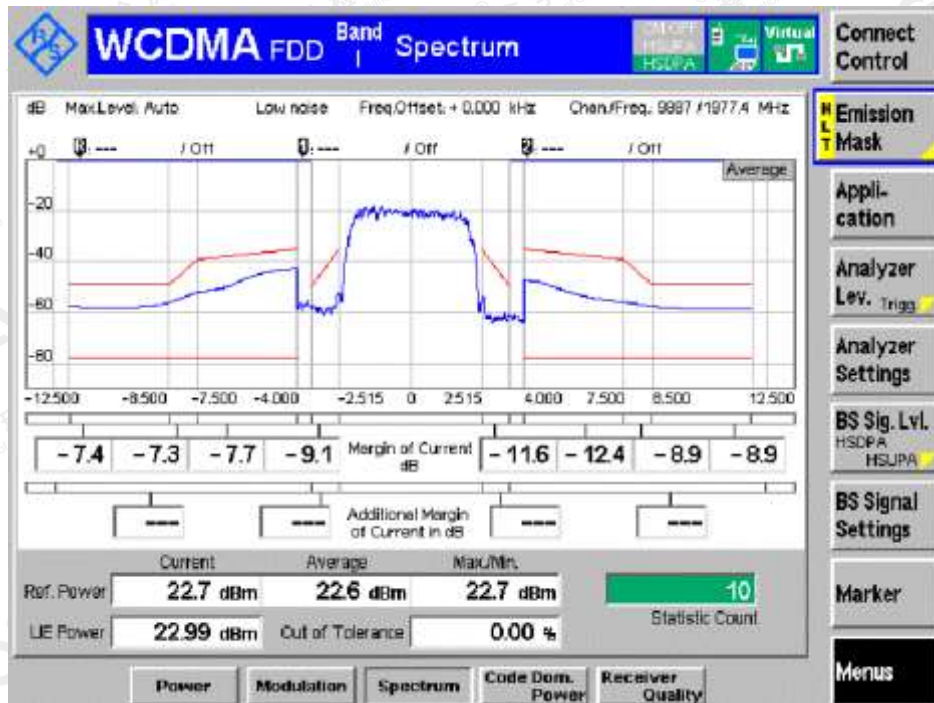 R S
WCDMA FDD Band I Spectrum
ON-OFF
HSUPA
HSDPA
Virtual
Connect Control
dB Max.Level: Auto Low noise Freq.Offset: + 0.000 kHz Chan./Freq.: 9887 / 1977.4 MHz
HLT
Emission Mask
R: --- / Off 1: --- / Off 2: --- / Off
+0
Average
-20
-40
-60
-80
-12.500 -8.500 -7.500 -4.000 -2.515 0 2.515 4.000 7.500 8.500 12.500
Appli-cation
Analyzer Lev. Trigg
Analyzer Settings
-7.4 -7.3 -7.7 -9.1 Margin of Current dB -11.6 -12.4 -8.9 -8.9
BS Sig. Lvl.
HSDPA
HSUPA
--- --- Additional Margin of Current in dB --- ---
BS Signal Settings
Current Average Max./Min.
Ref. Power 22.7 dBm 22.6 dBm 22.7 dBm 10
Statistic Count
UE Power 22.99 dBm Out of Tolerance 0.00 %
Marker
Power Modulation Spectrum Code Dom. Power Receiver Quality
Menus